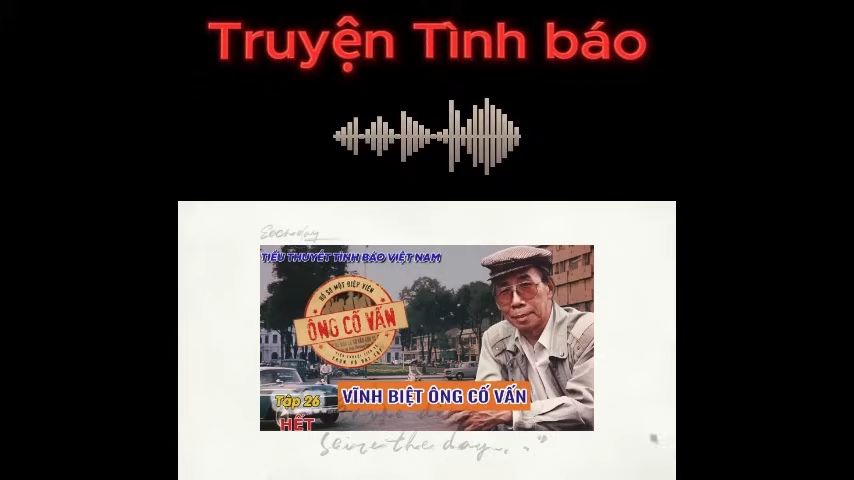 Truyện Tình báo
TIỂU THUYẾT TÌNH BÁO VIỆT NAM
HỒ SƠ MỘT ĐIỆP VIÊN
ÔNG CỐ VẤN
Tập 26
VĨNH BIỆT ÔNG CỐ VẤN
HẾT
the day